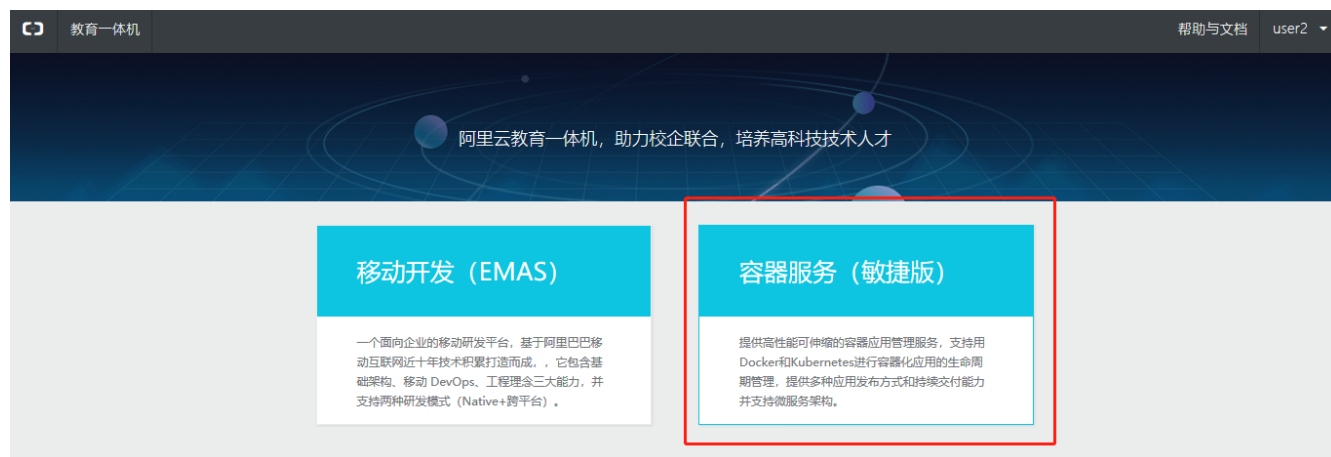 教育一体机
帮助与文档
user2
阿里云教育一体机，助力校企联合，培养高科技技术人才
移动开发（EMAS）
一个面向企业的移动研发平台，基于阿里巴巴移
动互联网近十年技术积累打造而成，，它包含基
础架构、移动 DevOps、工程理念三大能力，并
支持两种研发模式（Native+跨平台）。
容器服务（敏捷版）
提供高性能可伸缩的容器应用管理服务，支持用
Docker和Kubernetes进行容器化应用的生命周
期管理，提供多种应用发布方式和持续交付能力
并支持微服务架构。